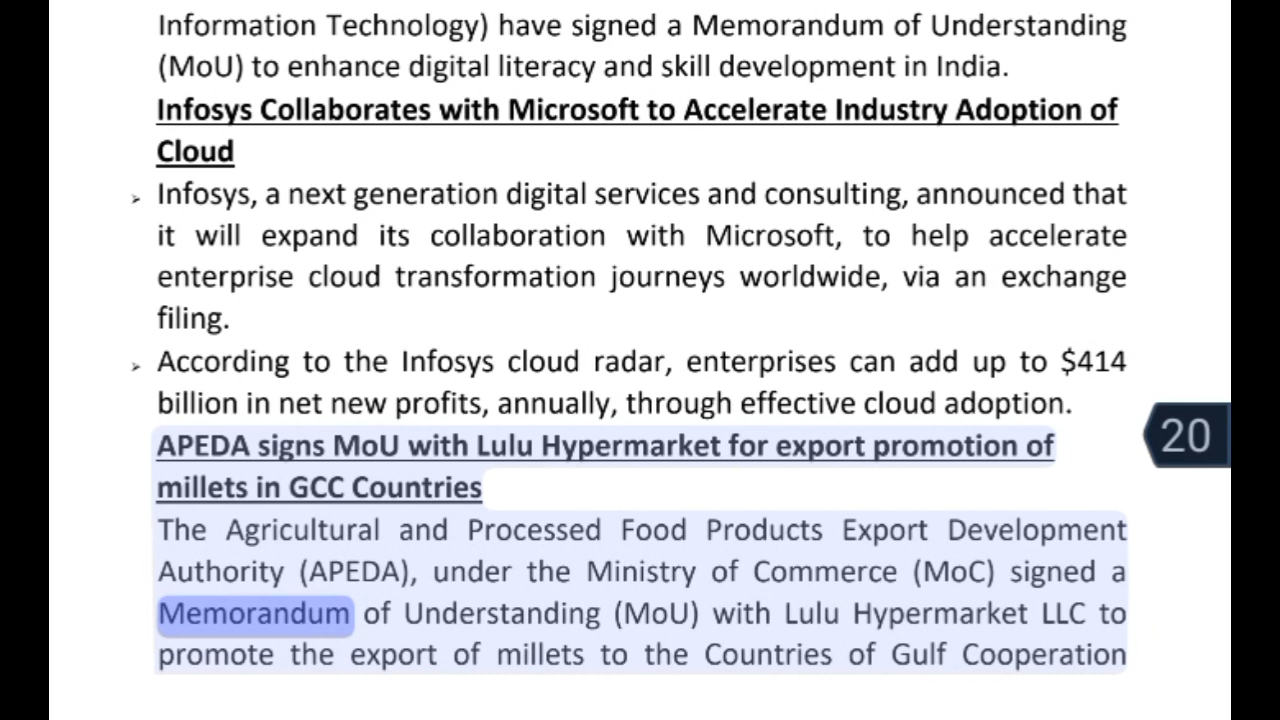 Information Technology) have signed a Memorandum of Understanding
(MoU) to enhance digital literacy and skill development in India.
Infosys Collaborates with Microsoft to Accelerate Industry Adoption of
Cloud
➢ Infosys, a next generation digital services and consulting, announced that
it will expand its collaboration with Microsoft, to help accelerate
enterprise cloud transformation journeys worldwide, via an exchange
filing.
➢ According to the Infosys cloud radar, enterprises can add up to $414
billion in net new profits, annually, through effective cloud adoption.
20
APEDA signs MoU with Lulu Hypermarket for export promotion of
millets in GCC Countries
The Agricultural and Processed Food Products Export Development
Authority (APEDA), under the Ministry of Commerce (MoC) signed a
Memorandum of Understanding (MoU) with Lulu Hypermarket LLC to
promote the export of millets to the Countries of Gulf Cooperation